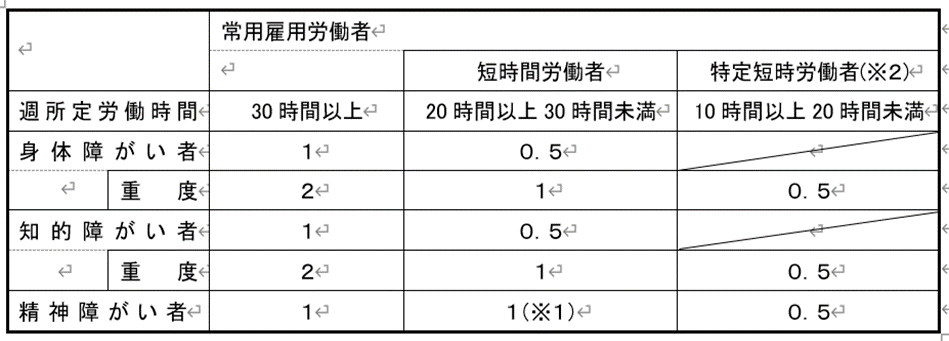 常用雇用労働者
短時間労働者 特定短時労働者(※2)
週所定労働時間 30時間以上 20時間以上30時間未満 10時間以上20時間未満
身体障がい者 1 0.5
重 度 2 1 0.5
知的障がい者 1 0.5
重 度 2 1 0.5
精神障がい者 1 1(※1) 0.5